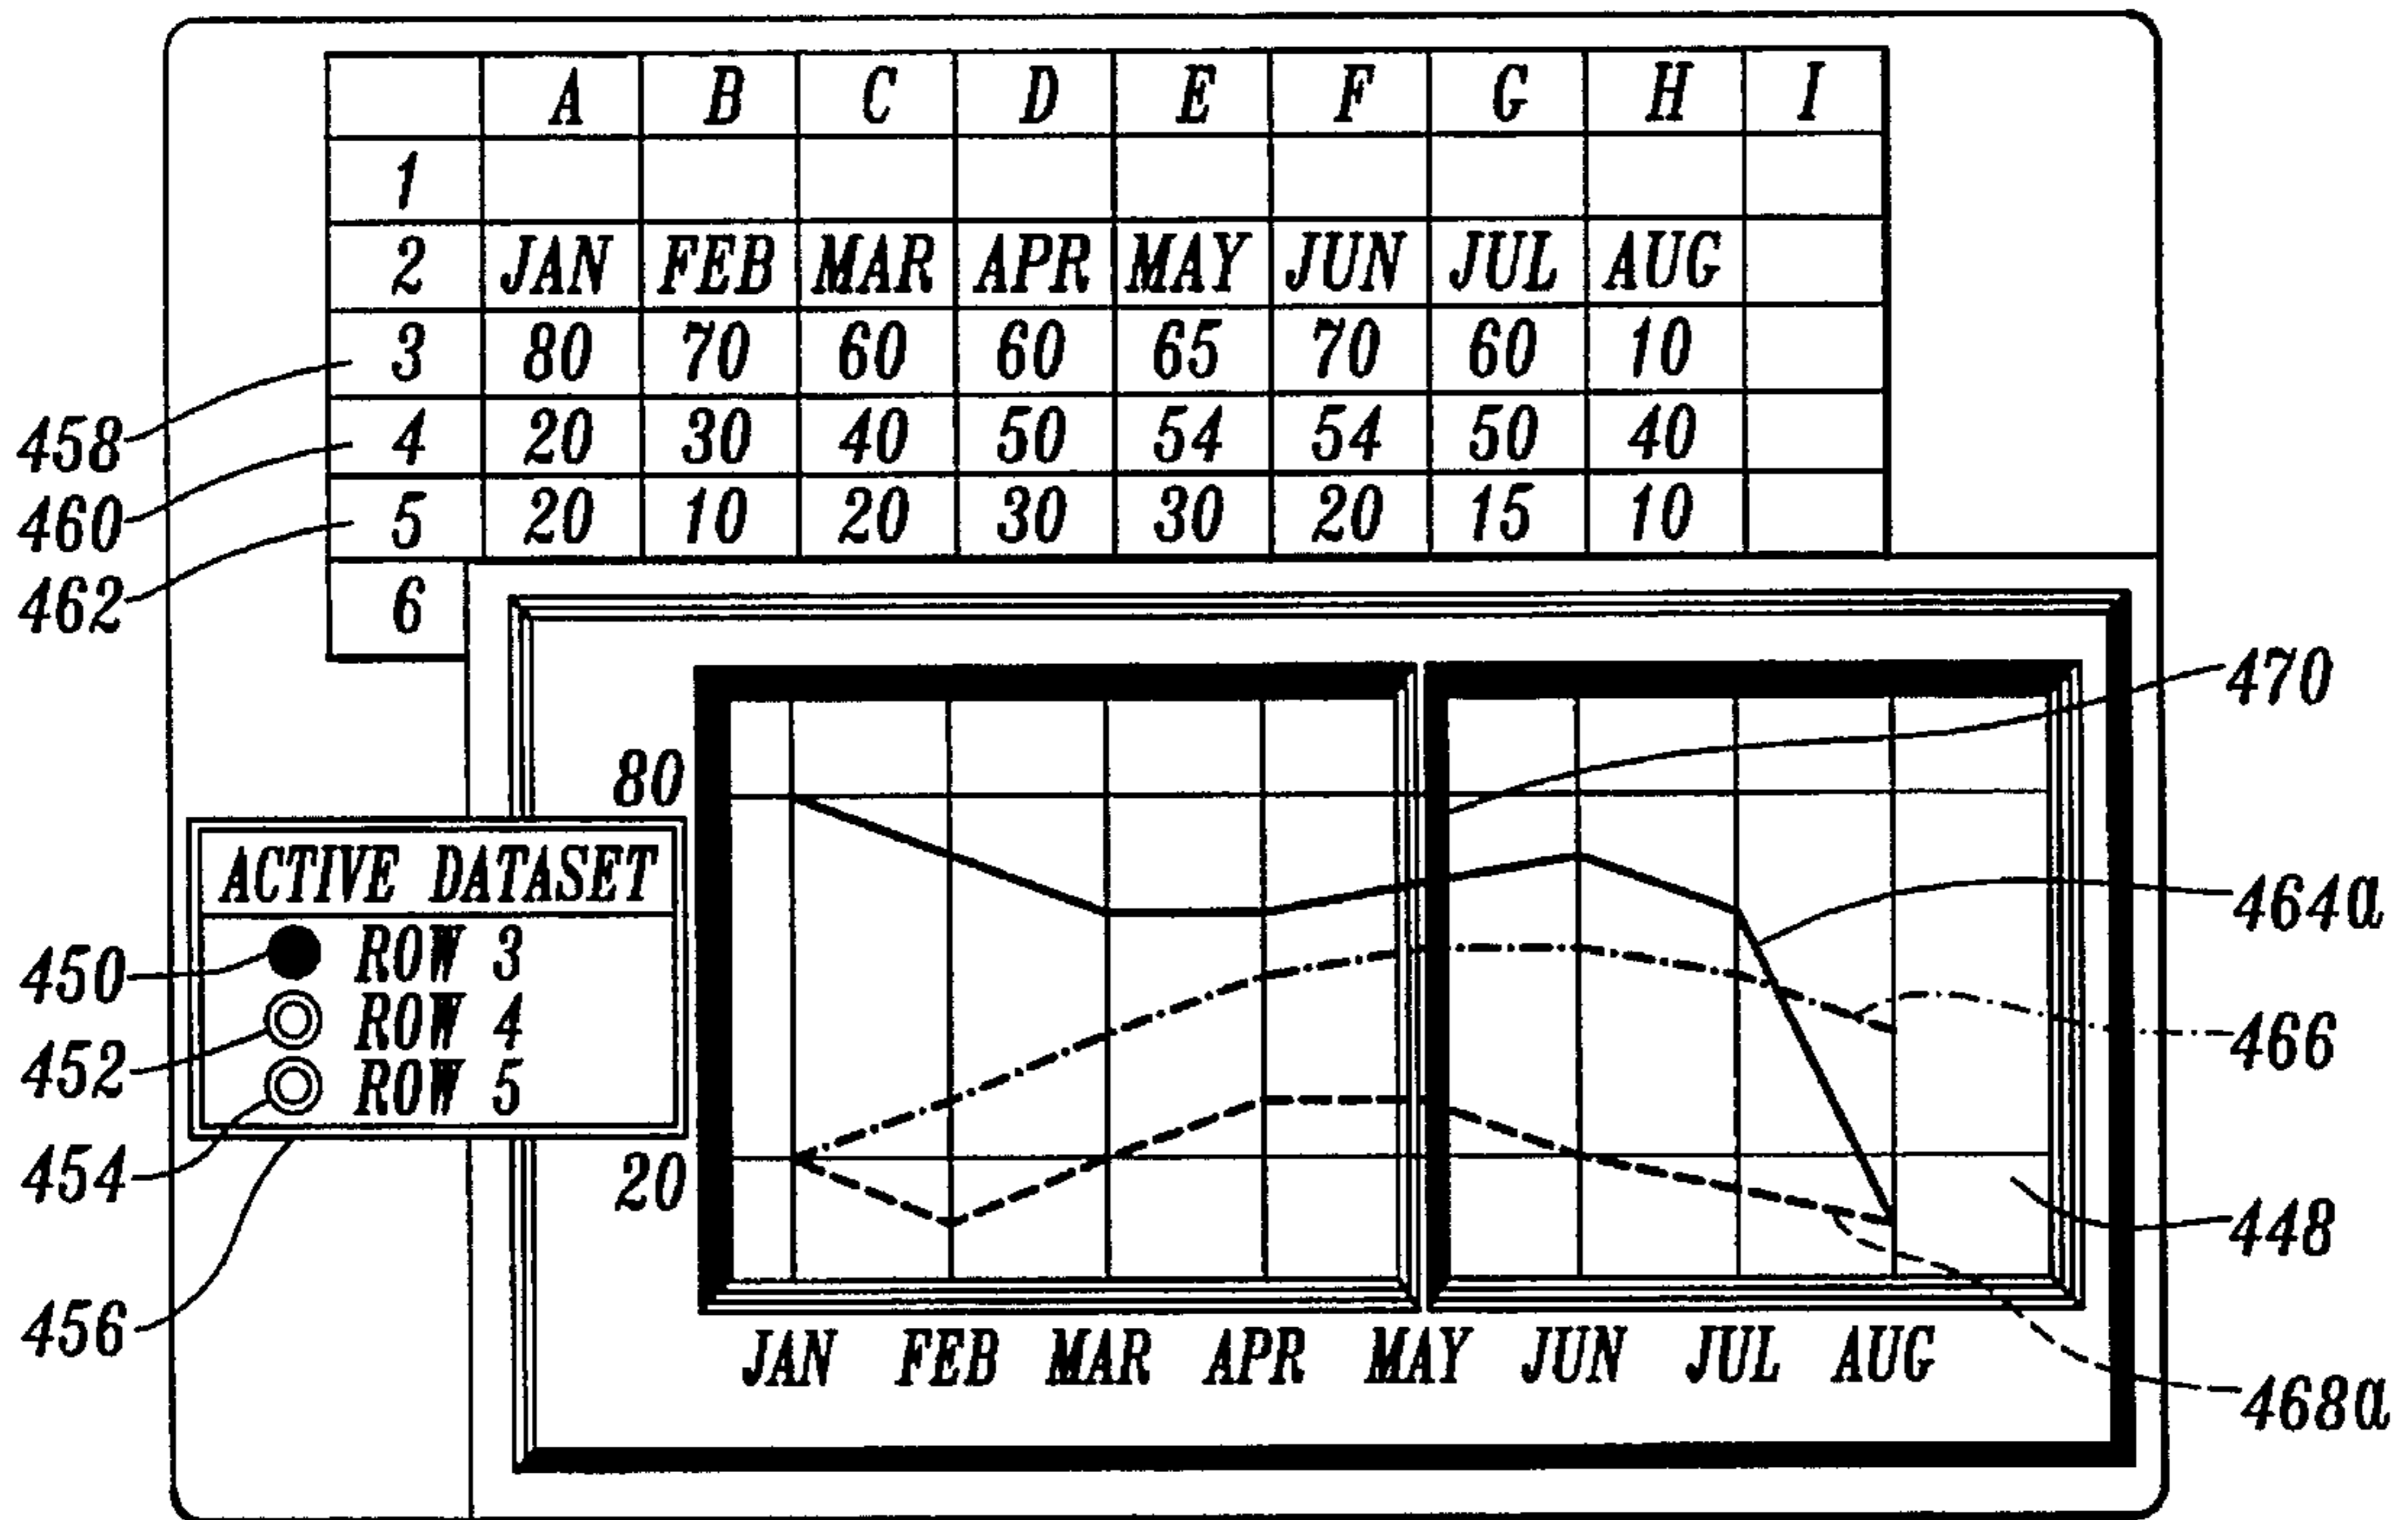 A B C D E F G H I
1
2 JAN FEB MAR APR MAY JUN JUL AUG
3 80 70 60 60 65 70 60 10
458
4 20 30 40 50 54 54 50 40
460
5 20 10 20 30 30 20 15 10
462
6
470
80
ACTIVE DATASET
464a
450 ROW 3
452 ROW 4
466
454 ROW 5
20
448
456
JAN FEB MAR APR MAY JUN JUL AUG
468a